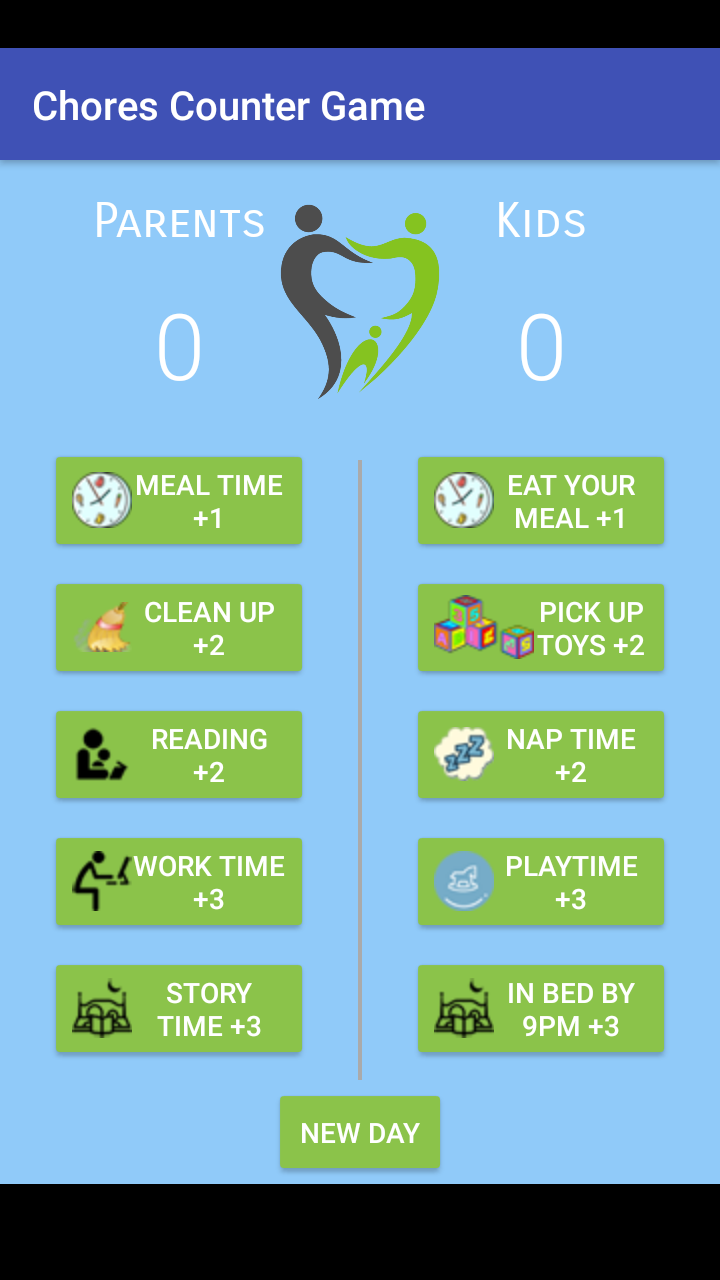 Chores Counter Game
Parents
Kids
0
0
MEAL TIME
+1
EAT YOUR
MEAL +1
CLEAN UP
+2
PICK UP
TOYS +2
READING
+2
NAP TIME
+2
WORK TIME
+3
PLAYTIME
+3
STORY
TIME +3
IN BED BY
9PM +3
NEW DAY